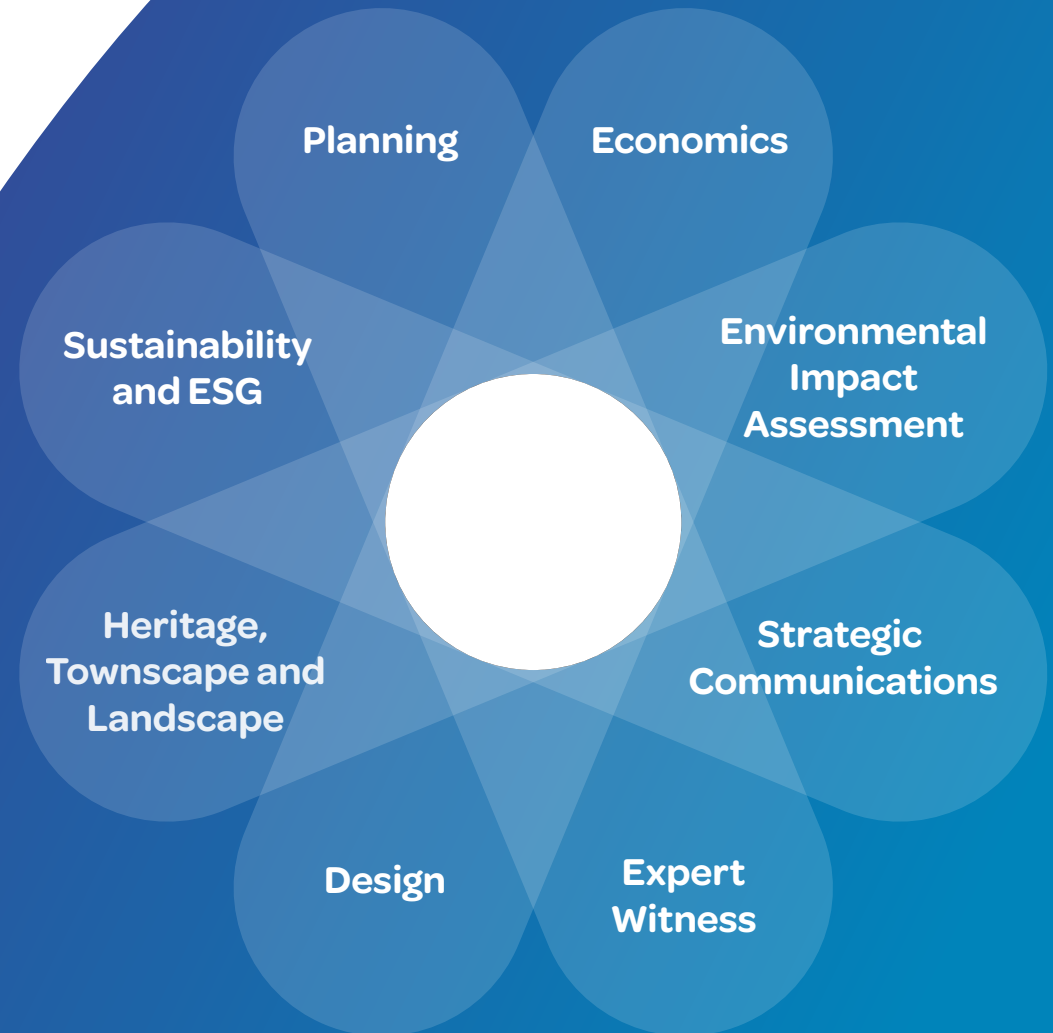 Planning
Economics
Environmental
Impact
Assessment
Strategic
Communications
Expert
Witness
Design
Heritage,
Townscape and
Landscape
Sustainability
and ESG